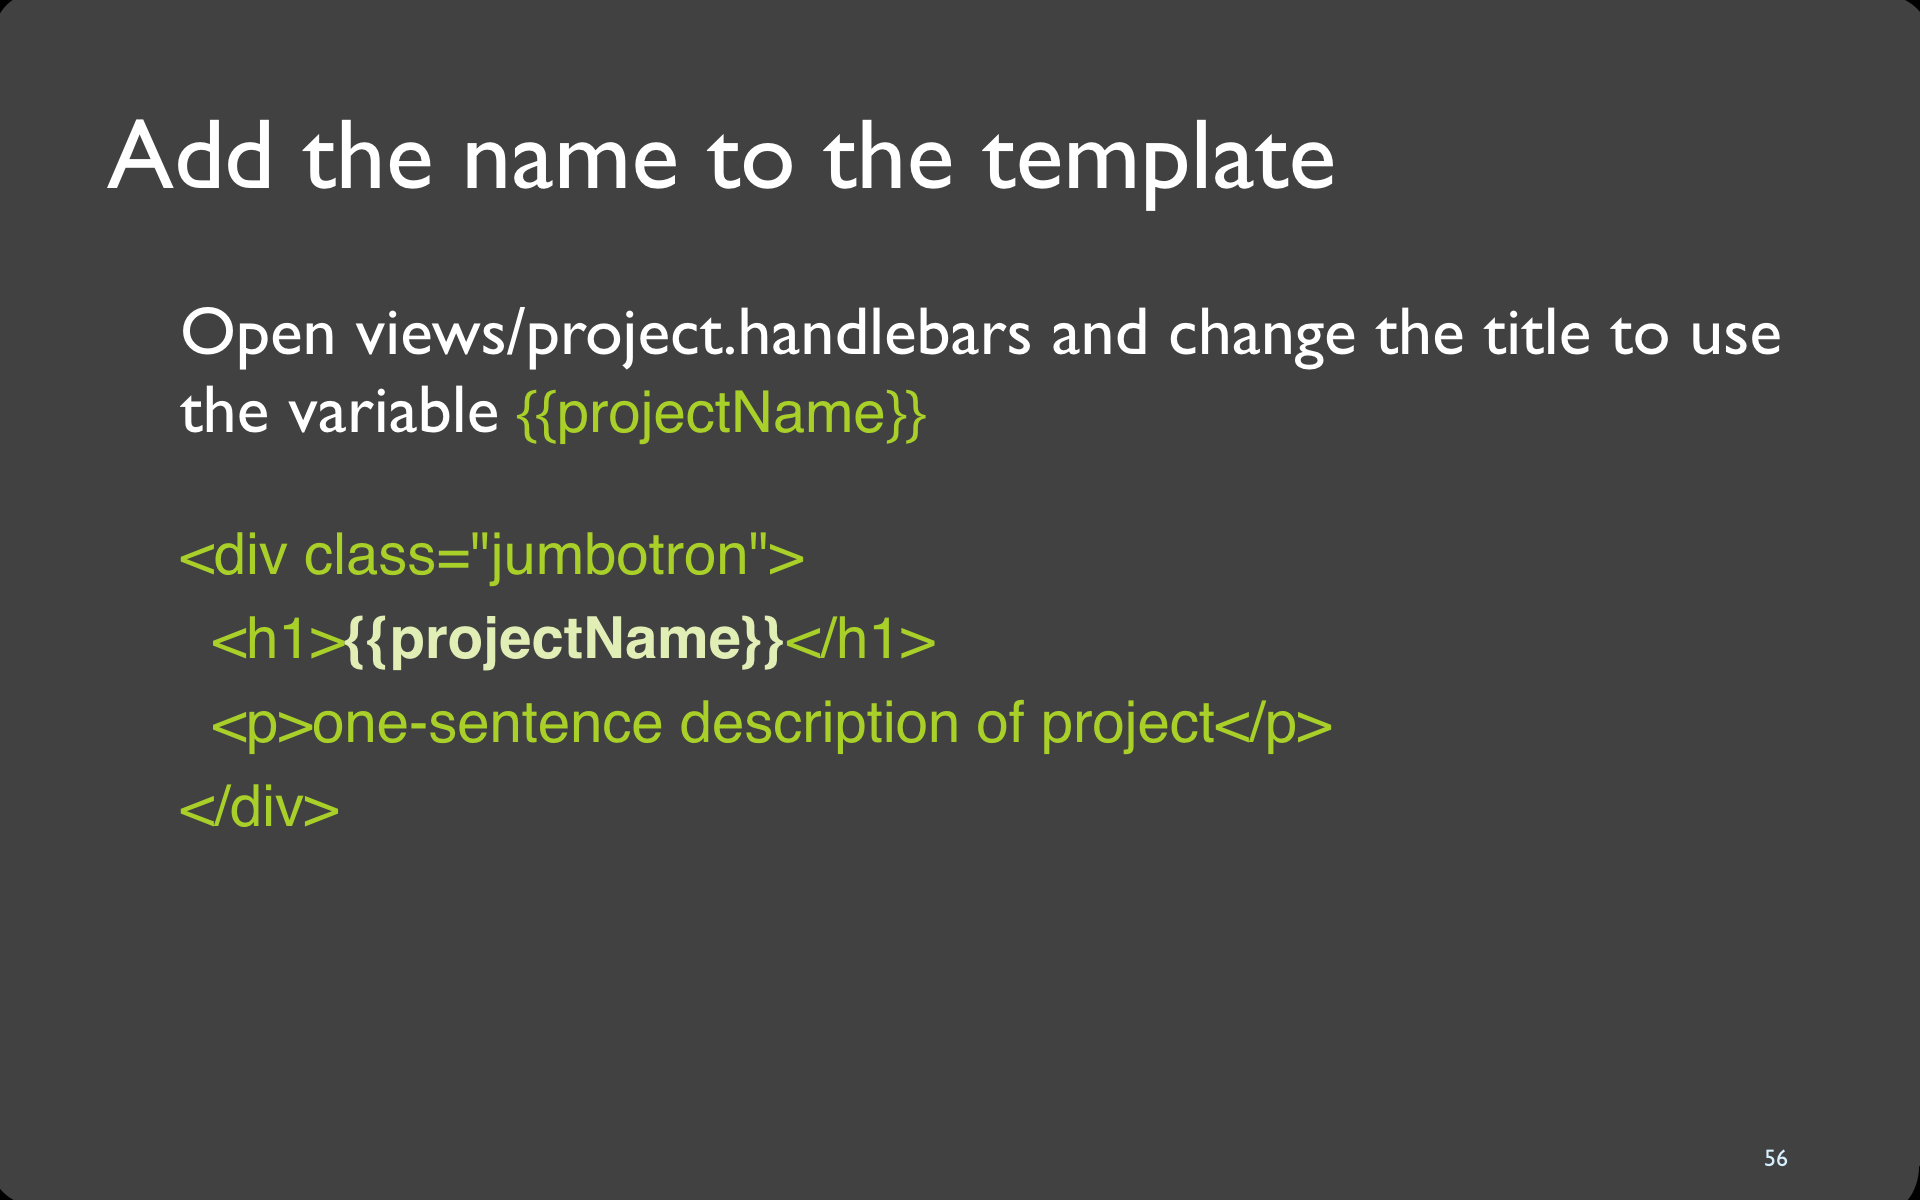 Add the name to the template
Open views/project.handlebars and change the title to use
the variable {{projectName}}
<div class="jumbotron">
<h1>{{projectName}}</h1>
<p>one-sentence description of project</p>
</div>
56